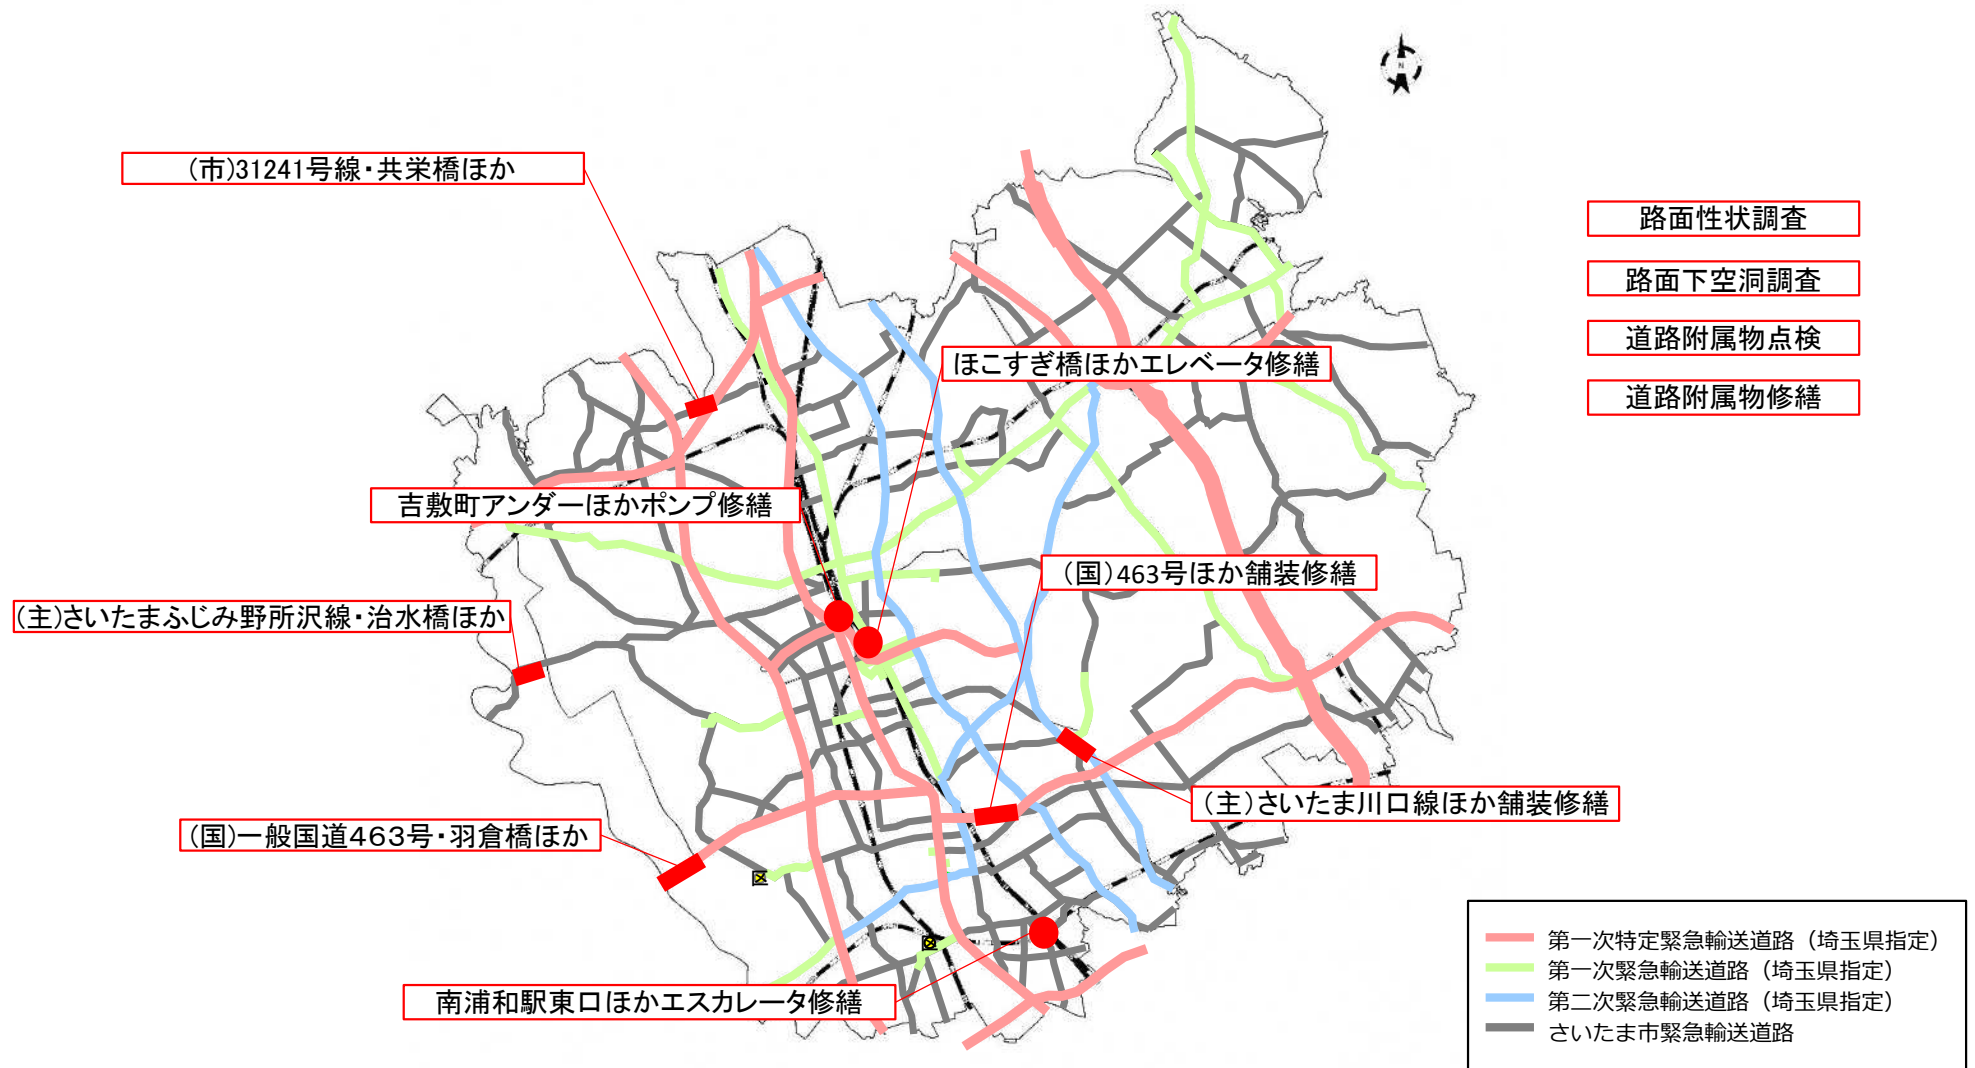 N
(市)31241号線・共栄橋ほか
路面性状調査
路面下空洞調査
道路附属物点検
道路附属物修繕
ほこすぎ橋ほかエレベータ修繕
吉敷町アンダーほかポンプ修繕
(国)463号ほか舗装修繕
(主)さいたまふじみ野所沢線・治水橋ほか
(主)さいたま川口線ほか舗装修繕
(国)一般国道463号・羽倉橋ほか
南浦和駅東口ほかエスカレータ修繕
第一次特定緊急輸送道路（埼玉県指定）
第一次緊急輸送道路（埼玉県指定）
第二次緊急輸送道路（埼玉県指定）
さいたま市緊急輸送道路